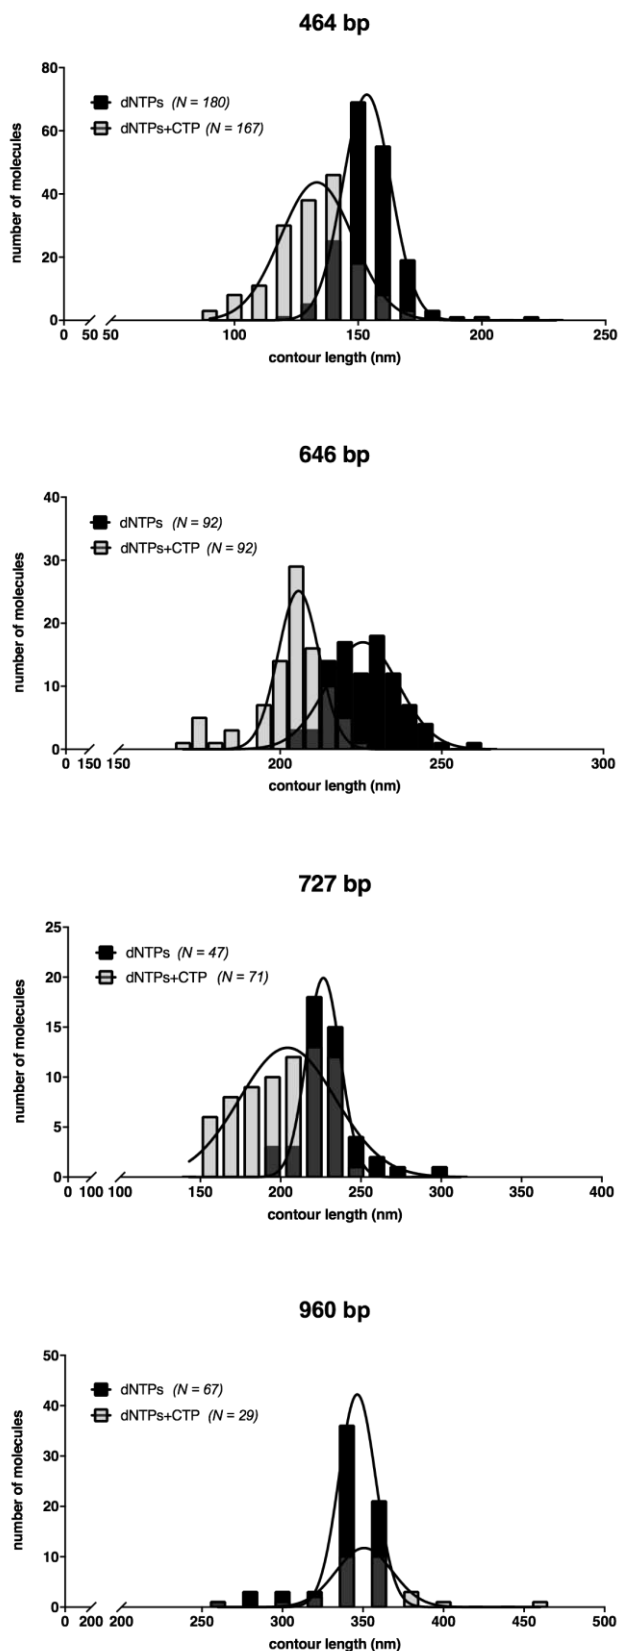 464 bp
80
dNTPs (N = 180)
dNTPs+CTP (N = 167)
60
40
20
0
number of molecules
0 50 50 100 150 200 250
contour length (nm)
646 bp
40
dNTPs (N = 92)
dNTPs+CTP (N = 92)
30
20
10
0
number of molecules
0 150 150 200 250 300
contour length (nm)
727 bp
25
dNTPs (N = 47)
dNTPs+CTP (N = 71)
20
15
10
5
0
number of molecules
0 100 100 150 200 250 300 350 400
contour length (nm)
960 bp
50
dNTPs (N = 67)
dNTPs+CTP (N = 29)
40
30
20
10
0
number of molecules
0 200 200 250 300 350 400 450 500
contour length (nm)